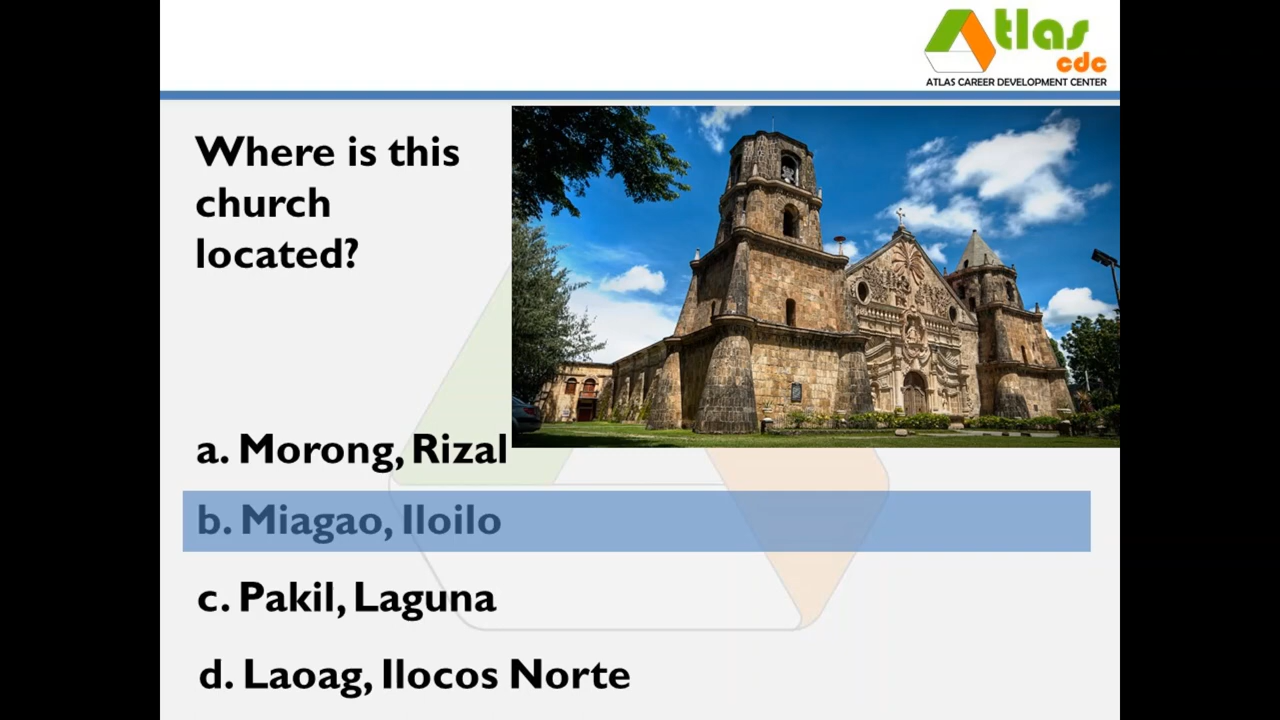 Atlas
cdc
ATLAS CAREER DEVELOPMENT CENTER
Where is this
church
located?
a. Morong, Rizal
b. Miagao, Iloilo
c. Pakil, Laguna
d. Laoag, Ilocos Norte